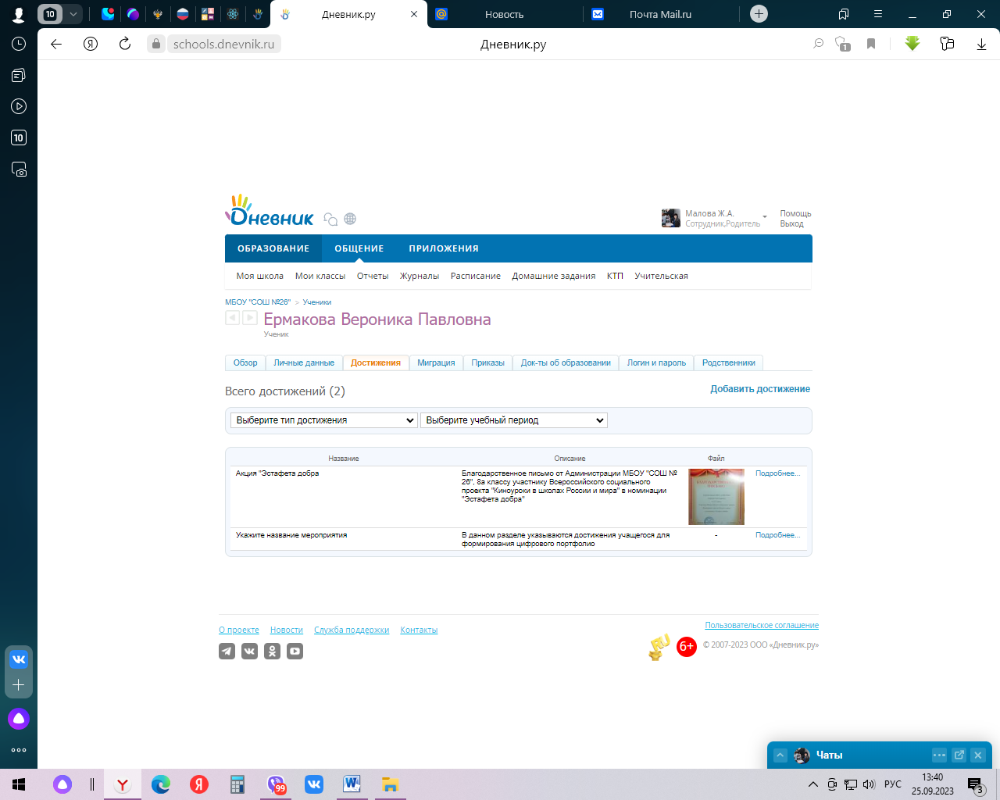 10
Дневник.ру
Новость
Почта Mail.ru
Я
schools.dnevnik.ru
Дневник.ру
1
10
Дневник
Малова Ж.А.
Сотрудник,Родитель
Помощь
Выход
ОБРАЗОВАНИЕ
ОБЩЕНИЕ
ПРИЛОЖЕНИЯ
Моя школа
Мои классы
Отчеты
Журналы
Расписание
Домашние задания
КТП
Учительская
МБОУ "СОШ №26" > Ученики
Ермакова Вероника Павловна
Ученик
Обзор
Личные данные
Достижения
Миграция
Приказы
Док-ты об образовании
Логин и пароль
Родственники
Всего достижений (2)
Добавить достижение
Выберите тип достижения
Выберите учебный период
Название
Описание
Файл
Акция "Эстафета добра
Благодарственное письмо от Администрации МБОУ "СОШ №
26", 8а классу участнику Всероссийского социального
проекта "Киноуроки в школах России и мира" в номинации
"Эстафета добра"
Подробнее...
Укажите название мероприятия
В данном разделе указываются достижения учащегося для
формирования цифрового портфолио
-
Подробнее...
О проекте
Новости
Служба поддержки
Контакты
Пользовательское соглашение
RU
6+
© 2007-2023 ООО «Дневник.ру»
Чаты
99
РУС
13:40
25.09.2023
3